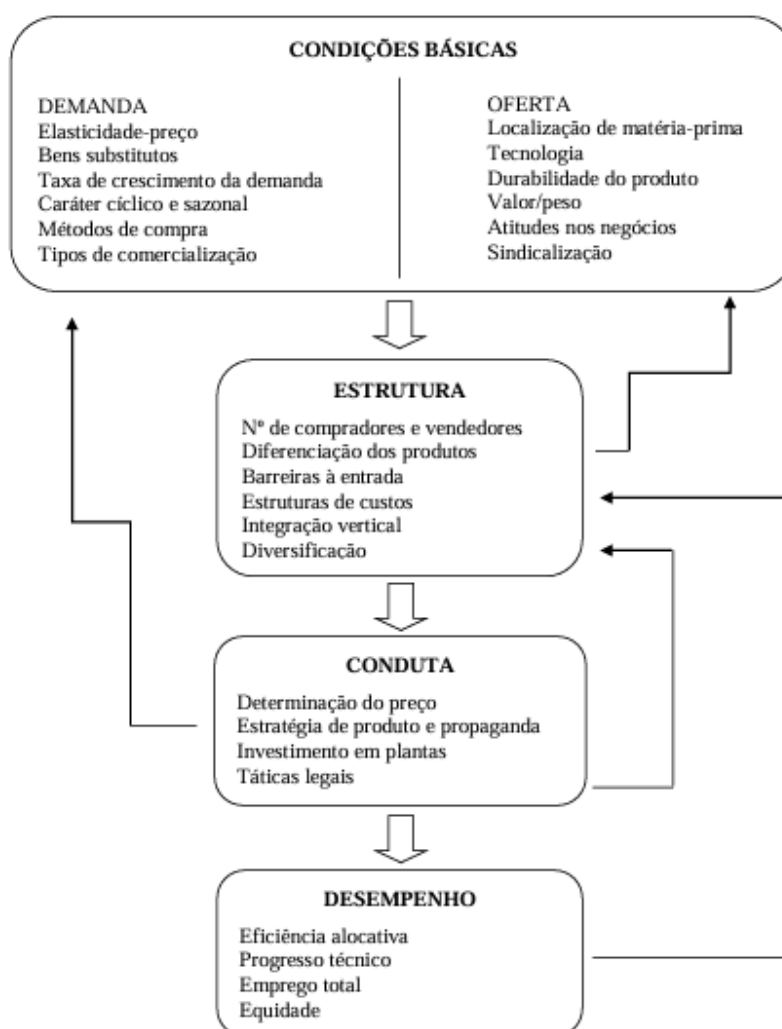 CONDIÇÕES BÁSICAS
DEMANDA
Elasticidade-preço
Bens substitutos
Taxa de crescimento da demanda
Caráter cíclico e sazonal
Métodos de compra
Tipos de comercialização
OFERTA
Localização de matéria-prima
Tecnologia
Durabilidade do produto
Valor/peso
Atitudes nos negócios
Sindicalização
ESTRUTURA
Nº de compradores e vendedores
Diferenciação dos produtos
Barreiras à entrada
Estruturas de custos
Integração vertical
Diversificação
CONDUTA
Determinação do preço
Estratégia de produto e propaganda
Investimento em plantas
Táticas legais
DESEMPENHO
Eficiência alocativa
Progresso técnico
Emprego total
Equidade